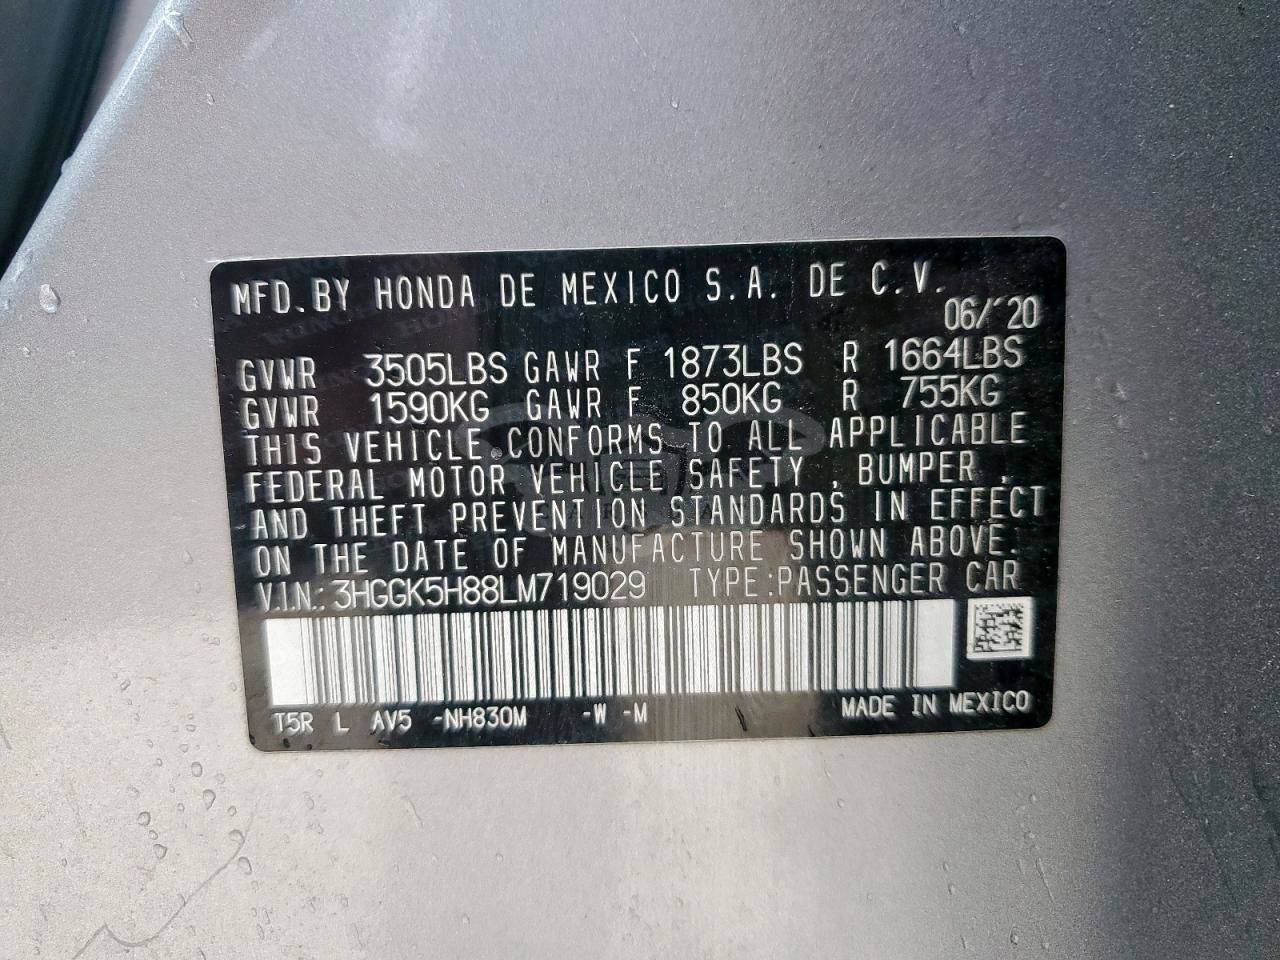 MFD. BY HONDA DE MEXICO S.A. DE C.V.
06/'20
GVWR 3505LBS GAWR F 1873LBS R 1664LBS
GVWR 1590KG GAWR F 850KG R 755KG
THIS VEHICLE CONFORMS TO ALL APPLICABLE
FEDERAL MOTOR VEHICLE SAFETY , BUMPER ,
AND THEFT PREVENTION STANDARDS IN EFFECT
ON THE DATE OF MANUFACTURE SHOWN ABOVE.
V.I.N.: 3HGGK5H88LM719029 TYPE:PASSENGER CAR
T5R L AV5 -NH830M -W -M MADE IN MEXICO